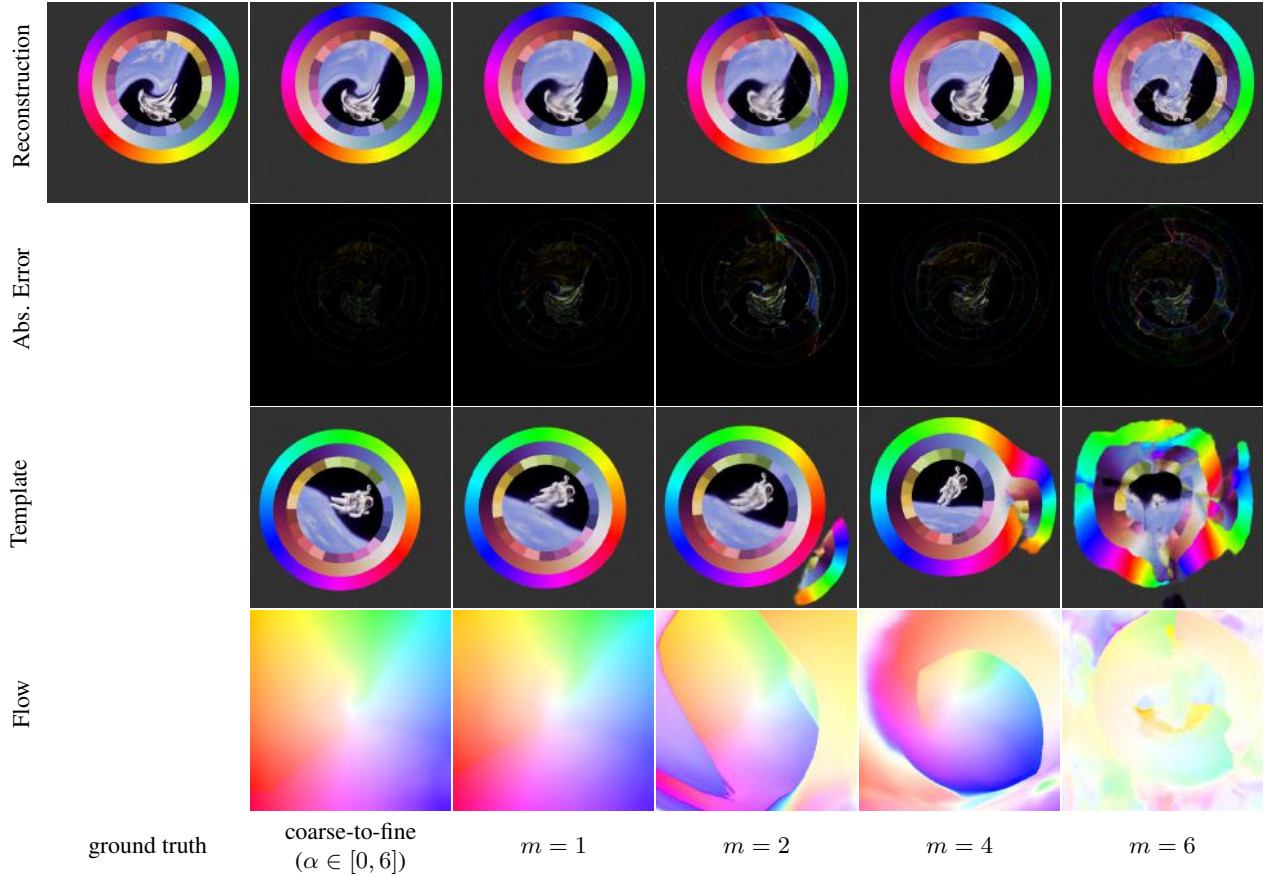 Reconstruction
Abs. Error
Template
Flow
ground truth
coarse-to-fine
(α ∈ [0, 6])
m = 1
m = 2
m = 4
m = 6